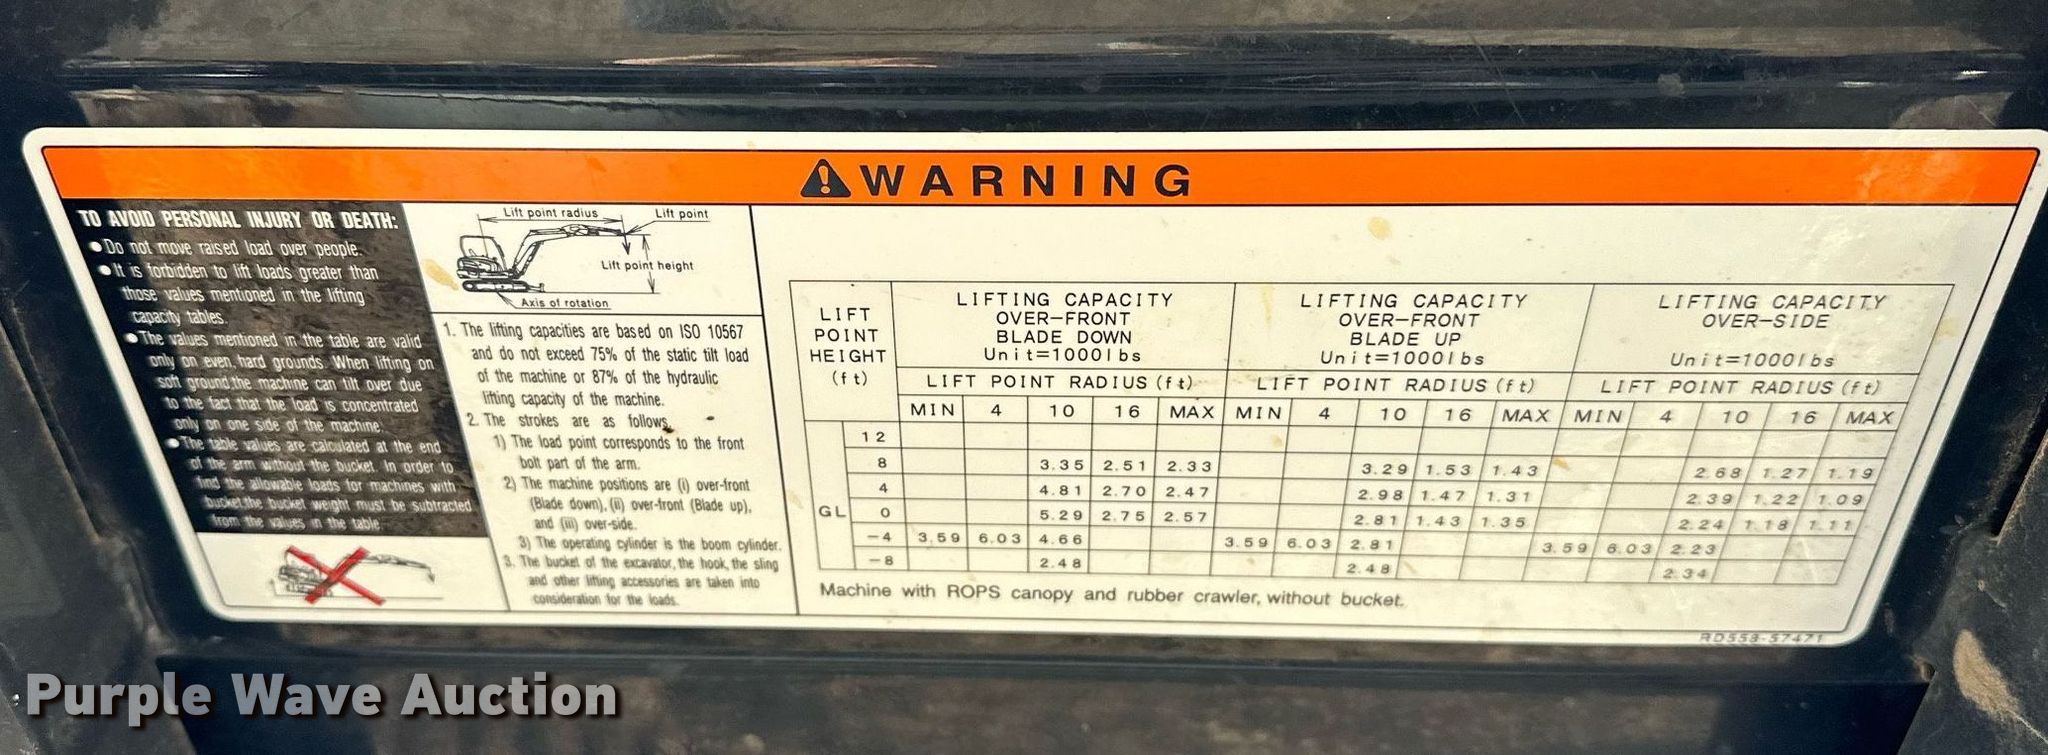 WARNING
TO AVOID PERSONAL INJURY OR DEATH:
●Do not move raised load over people.
●It is forbidden to lift loads greater than
those values mentioned in the lifting
capacity tables.
●The values mentioned in the table are valid
only on even, hard grounds. When lifting on
soft ground,the machine can tilt over due
to the fact that the load is concentrated
only on one side of the machine.
●The table values are calculated at the end
of the arm without the bucket. In order to
find the allowable loads for machines with
bucket,the bucket weight must be subtracted
from the values in the table.
Lift point radius
Lift point
Lift point height
Axis of rotation
1. The lifting capacities are based on ISO 10567
and do not exceed 75% of the static tilt load
of the machine or 87% of the hydraulic
lifting capacity of the machine.
2. The strokes are as follows.
1) The load point corresponds to the front
bolt part of the arm.
2) The machine positions are (i) over-front
(Blade down), (ii) over-front (Blade up),
and (iii) over-side.
3) The operating cylinder is the boom cylinder.
3. The bucket of the excavator, the hook, the sling
and other lifting accessories are taken into
consideration for the loads.
LIFT POINT HEIGHT (ft)
LIFTING CAPACITY OVER-FRONT BLADE DOWN Unit=1000lbs
LIFTING CAPACITY OVER-FRONT BLADE UP Unit=1000lbs
LIFTING CAPACITY OVER-SIDE Unit=1000lbs
LIFT POINT RADIUS(ft) LIFT POINT RADIUS(ft) LIFT POINT RADIUS(ft)
MIN 4 10 16 MAX MIN 4 10 16 MAX MIN 4 10 16 MAX
12
8 3.35 2.51 2.33 3.29 1.53 1.43 2.68 1.27 1.19
4 4.81 2.70 2.47 2.98 1.47 1.31 2.39 1.22 1.09
GL 0 5.29 2.75 2.57 2.81 1.43 1.35 2.24 1.18 1.11
-4 3.59 6.03 4.66 3.59 6.03 2.81 3.59 6.03 2.23
-8 2.48 2.48 2.34
Machine with ROPS canopy and rubber crawler, without bucket.
RD558-57471
Purple Wave Auction